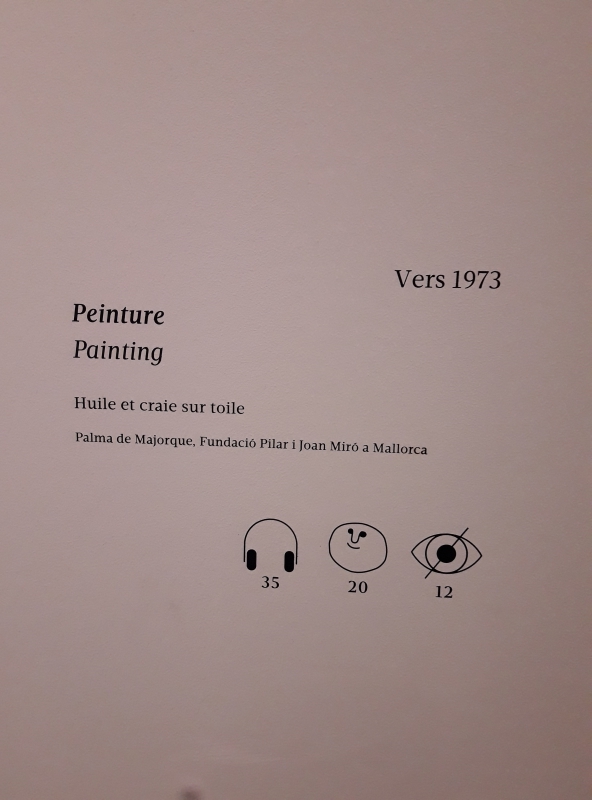 Vers 1973
Peinture
Painting
Huile et craie sur toile
Palma de Majorque, Fundació Pilar i Joan Miró a Mallorca
35 20 12